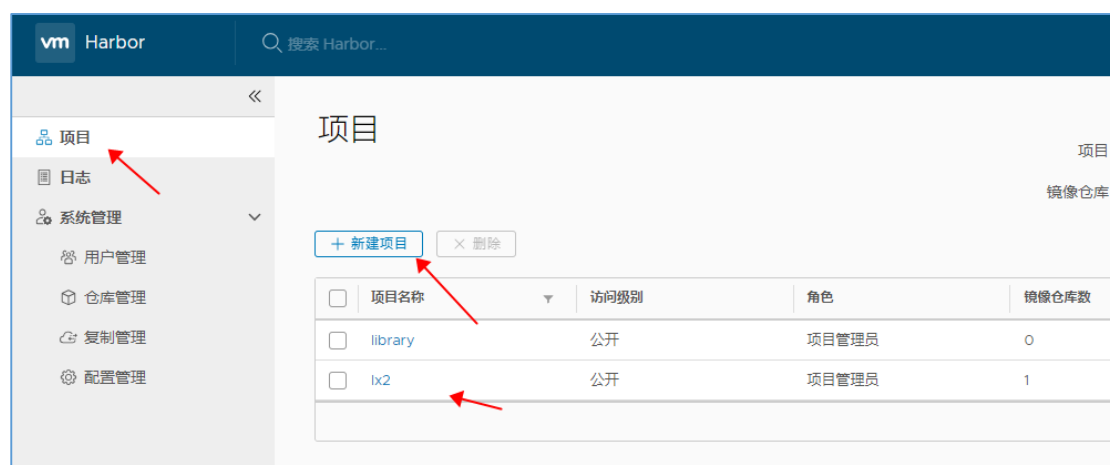 vm Harbor 搜索 Harbor...
项目
日志
系统管理
用户管理
仓库管理
复制管理
配置管理
项目
项目
镜像仓库
+ 新建项目 × 删除
项目名称 访问级别 角色 镜像仓库数
library 公开 项目管理员 0
lx2 公开 项目管理员 1